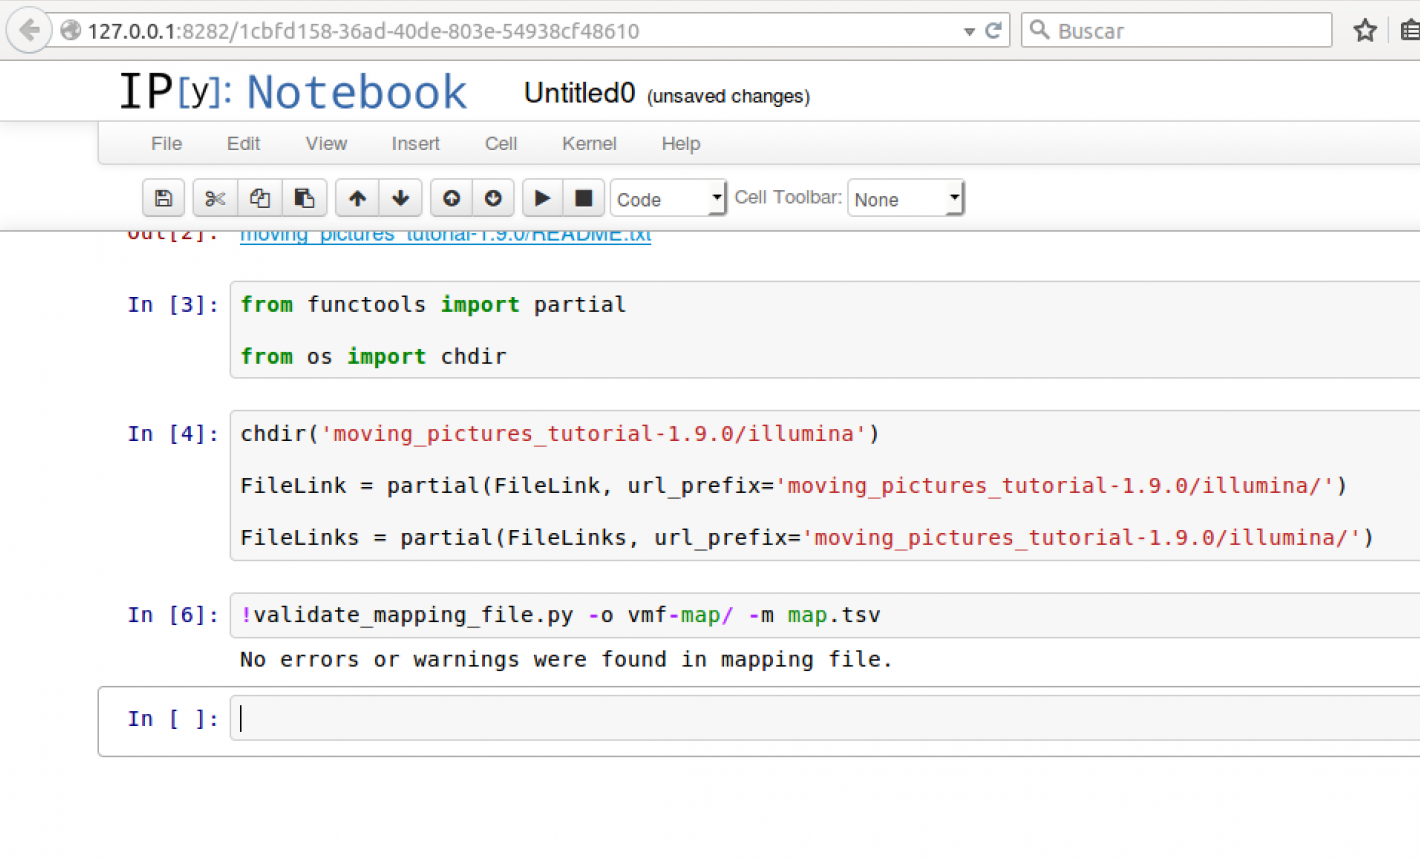 127.0.0.1:8282/1cbfd158-36ad-40de-803e-54938cf48610
Buscar
IP[y]: Notebook Untitled0 (unsaved changes)
File Edit View Insert Cell Kernel Help
Code Cell Toolbar: None
Out[2]: moving_pictures_tutorial-1.9.0/README.txt
In [3]: from functools import partial
from os import chdir
In [4]: chdir('moving_pictures_tutorial-1.9.0/illumina')
FileLink = partial(FileLink, url_prefix='moving_pictures_tutorial-1.9.0/illumina/')
FileLinks = partial(FileLinks, url_prefix='moving_pictures_tutorial-1.9.0/illumina/')
In [6]: !validate_mapping_file.py -o vmf-map/ -m map.tsv
No errors or warnings were found in mapping file.
In [ ]: